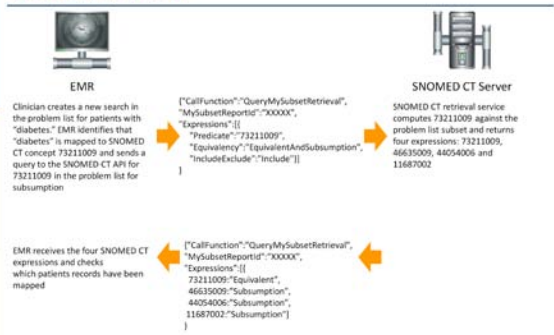 EMR
Clinician creates a new search in
the problem list for patients with
“diabetes.” EMR identifies that
“diabetes” is mapped to SNOMED
CT concept 73211009 and sends a
query to the SNOMED CT API for
73211009 in the problem list for
subsumption
{"CallFunction":"QueryMySubsetRetrieval",
"MySubsetReportId":"XXXXX",
"Expressions":[{
"Predicate":"73211009",
"Equivalency":"EquivalentAndSubsumption",
"IncludeExclude":"Include"}]
}
SNOMED CT Server
SNOMED CT retrieval service
computes 73211009 against the
problem list subset and returns
four expressions: 73211009,
46635009, 44054006 and
11687002
EMR receives the four SNOMED CT
expressions and checks
which patients records have been
mapped
{"CallFunction":"QueryMySubsetRetrieval",
"MySubsetReportId":"XXXXX",
"Expressions":[{
73211009:"Equivalent",
46635009:"Subsumption",
44054006:"Subsumption",
11687002:"Subsumption"]
}